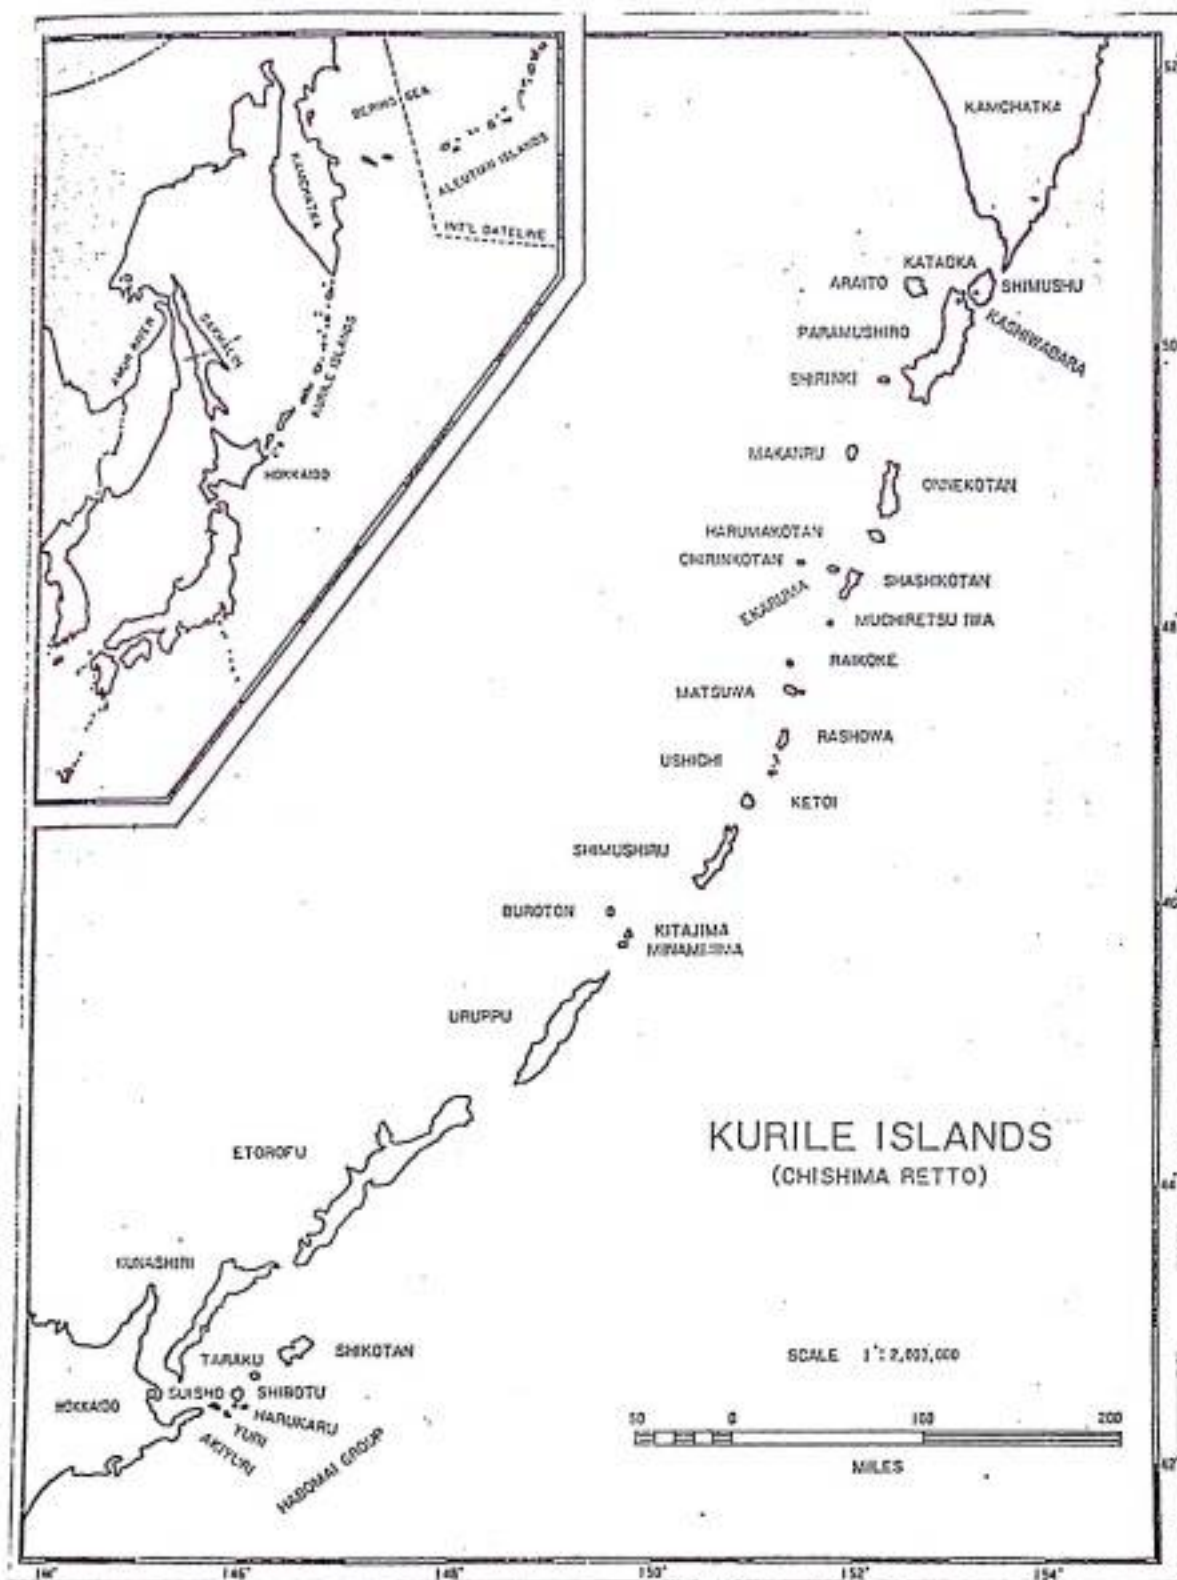 BERING SEA
ALEUTIAN ISLANDS
KAMCHATKA
INT'L DATELINE
AMUR RIVER
SAKHALIN
KURILE ISLANDS
HOKKAIDO
KAMCHATKA
KATAOKA
ARAITO
SHIMUSHU
PARAMUSHIRO
KASHIWABARA
SHIRINKI
MAKANRU
ONNEKOTAN
HARUMAKOTAN
CHIRINKOTAN
EKARUMA
SHASHIKOTAN
MUCHIRETSU IWA
RAIKOKE
MATSUWA
RASHOWA
USHICHI
KETOI
SHIMUSHIRU
BUROTON
KITAJIMA
MINAMIJIMA
URUPPU
ETOROFU
KURILE ISLANDS
(CHISHIMA RETTO)
KUNASHIRI
SHIKOTAN
TARAKU
SUISHO
SHIBOTU
HOKKAIDO
HARUKARU
YURI
AKIYURI
HABOMAI GROUP
SCALE 1":2,000,000
50 0 100 200
MILES
146° 148° 150° 152° 154°